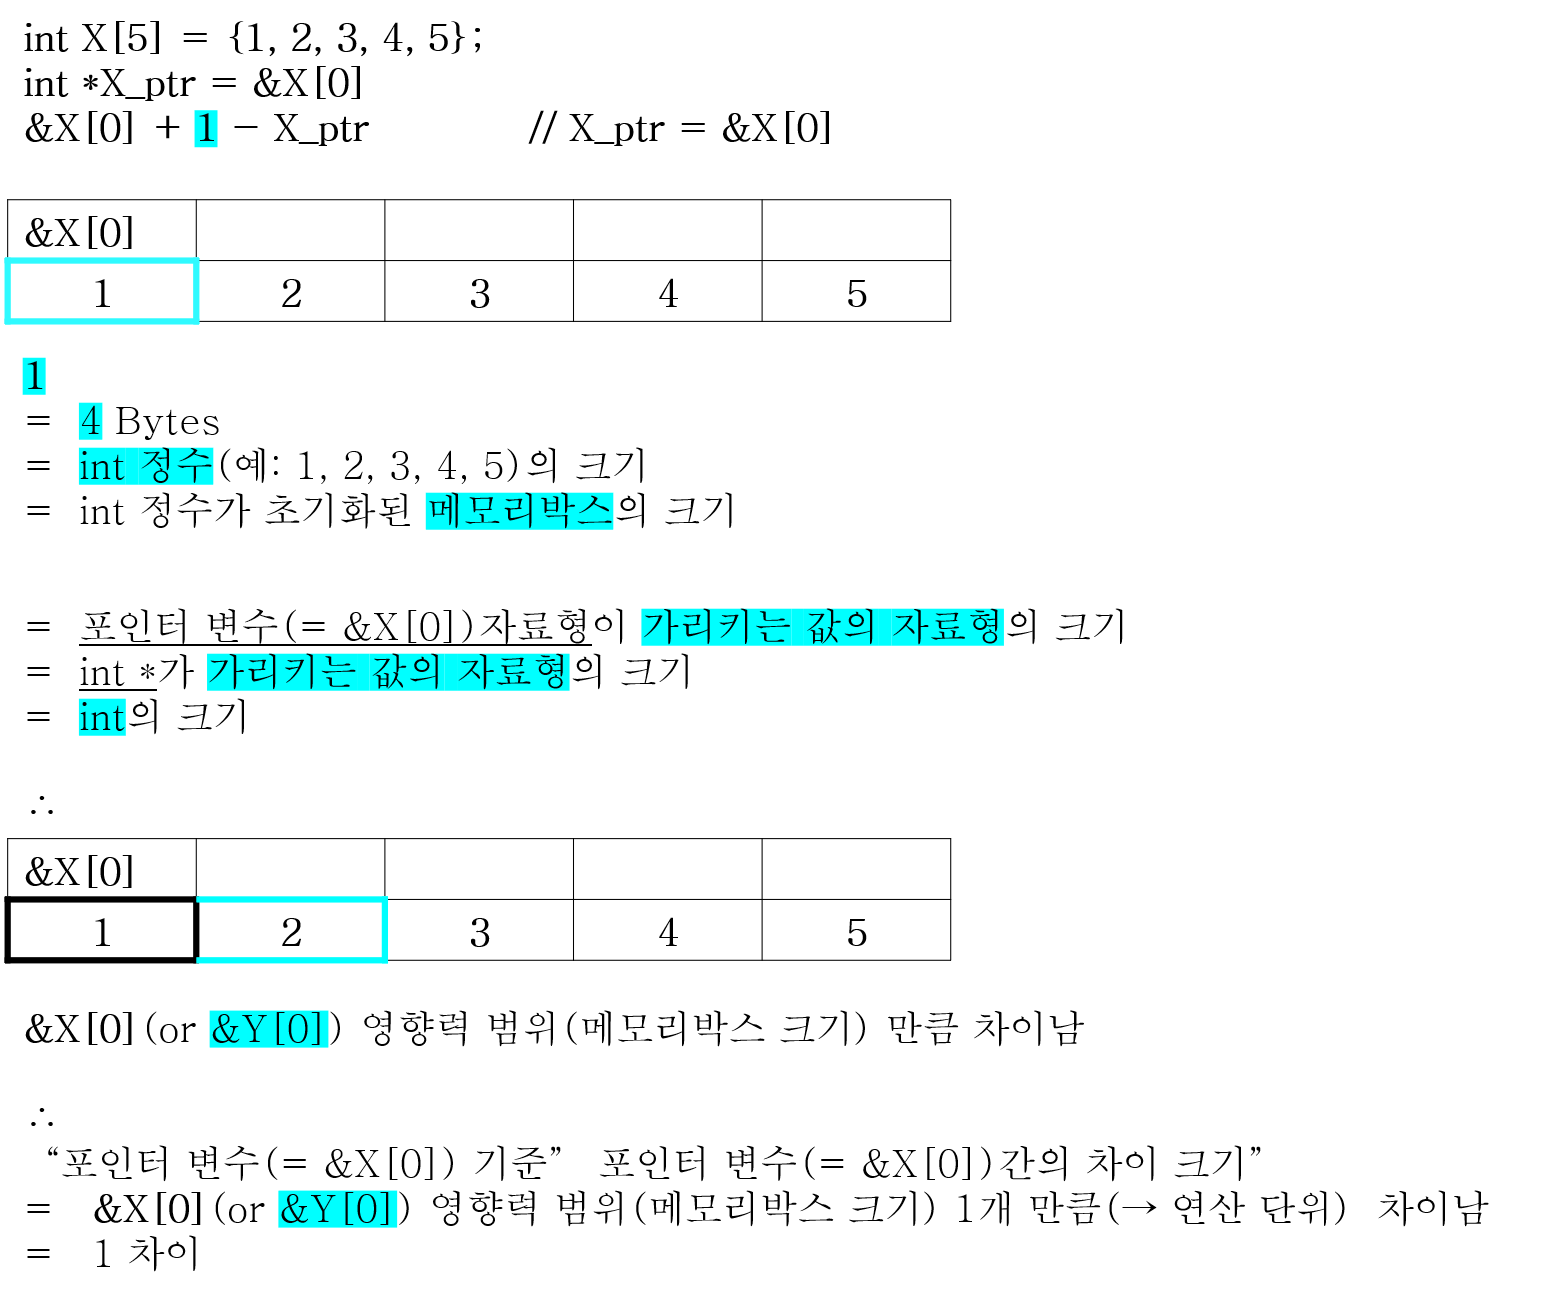 int X[5] = {1, 2, 3, 4, 5};
int *X_ptr = &X[0]
&X[0] + 1 − X_ptr // X_ptr = &X[0]
&X[0]
1 2 3 4 5
1
= 4 Bytes
= int 정수(예: 1, 2, 3, 4, 5)의 크기
= int 정수가 초기화된 메모리박스의 크기
= 포인터 변수(= &X[0])자료형이 가리키는 값의 자료형의 크기
= int *가 가리키는 값의 자료형의 크기
= int의 크기
∴
&X[0]
1 2 3 4 5
&X[0](or &Y[0]) 영향력 범위(메모리박스 크기) 만큼 차이남
∴
“포인터 변수(= &X[0]) 기준” 포인터 변수(= &X[0])간의 차이 크기”
= &X[0](or &Y[0]) 영향력 범위(메모리박스 크기) 1개 만큼(→ 연산 단위) 차이남
= 1 차이